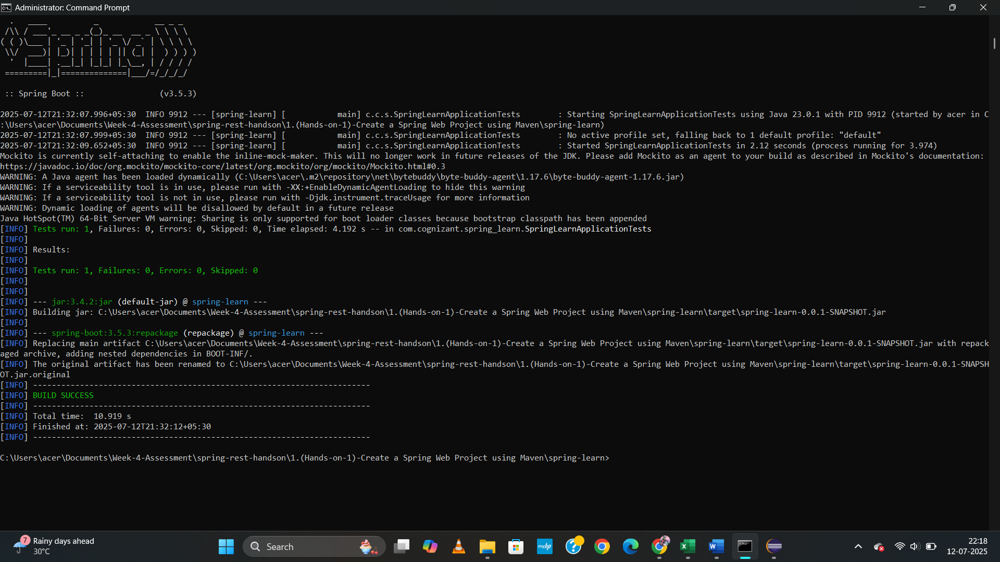 Administrator: Command Prompt
  .   ____          _            __ _ _
 /\\ / ___'_ __ _ _(_)_ __  __ _ \ \ \ \
( ( )\___ | '_ | '_| | '_ \/ _` | \ \ \ \
 \\/  ___)| |_)| | | | | || (_| |  ) ) ) )
  '  |____| .__|_| |_|_| |_\__, | / / / /
 =========|_|==============|___/=/_/_/_/
:: Spring Boot ::                (v3.5.3)
2025-07-12T21:32:07.996+05:30  INFO 9912 --- [spring-learn] [           main] c.c.s.SpringLearnApplicationTests        : Starting SpringLearnApplicationTests using Java 23.0.1 with PID 9912 (started by acer in C
:\Users\acer\Documents\Week-4-Assessment\spring-rest-handson\1.(Hands-on-1)-Create a Spring Web Project using Maven\spring-learn)
2025-07-12T21:32:07.999+05:30  INFO 9912 --- [spring-learn] [           main] c.c.s.SpringLearnApplicationTests        : No active profile set, falling back to 1 default profile: "default"
2025-07-12T21:32:09.652+05:30  INFO 9912 --- [spring-learn] [           main] c.c.s.SpringLearnApplicationTests        : Started SpringLearnApplicationTests in 2.12 seconds (process running for 3.974)
Mockito is currently self-attaching to enable the inline-mock-maker. This will no longer work in future releases of the JDK. Please add Mockito as an agent to your build as described in Mockito's documentation:
https://javadoc.io/doc/org.mockito/mockito-core/latest/org.mockito/org/mockito/Mockito.html#0.3
WARNING: A Java agent has been loaded dynamically (C:\Users\acer\.m2\repository\net\bytebuddy\byte-buddy-agent\1.17.6\byte-buddy-agent-1.17.6.jar)
WARNING: If a serviceability tool is in use, please run with -XX:+EnableDynamicAgentLoading to hide this warning
WARNING: If a serviceability tool is not in use, please run with -Djdk.instrument.traceUsage for more information
WARNING: Dynamic loading of agents will be disallowed by default in a future release
Java HotSpot(TM) 64-Bit Server VM warning: Sharing is only supported for boot loader classes because bootstrap classpath has been appended
[INFO] Tests run: 1, Failures: 0, Errors: 0, Skipped: 0, Time elapsed: 4.192 s -- in com.cognizant.spring_learn.SpringLearnApplicationTests
[INFO]
[INFO] Results:
[INFO]
[INFO] Tests run: 1, Failures: 0, Errors: 0, Skipped: 0
[INFO]
[INFO]
[INFO] --- jar:3.4.2:jar (default-jar) @ spring-learn ---
[INFO] Building jar: C:\Users\acer\Documents\Week-4-Assessment\spring-rest-handson\1.(Hands-on-1)-Create a Spring Web Project using Maven\spring-learn\target\spring-learn-0.0.1-SNAPSHOT.jar
[INFO]
[INFO] --- spring-boot:3.5.3:repackage (repackage) @ spring-learn ---
[INFO] Replacing main artifact C:\Users\acer\Documents\Week-4-Assessment\spring-rest-handson\1.(Hands-on-1)-Create a Spring Web Project using Maven\spring-learn\target\spring-learn-0.0.1-SNAPSHOT.jar with repack
aged archive, adding nested dependencies in BOOT-INF/.
[INFO] The original artifact has been renamed to C:\Users\acer\Documents\Week-4-Assessment\spring-rest-handson\1.(Hands-on-1)-Create a Spring Web Project using Maven\spring-learn\target\spring-learn-0.0.1-SNAPSH
OT.jar.original
[INFO] ------------------------------------------------------------------------
[INFO] BUILD SUCCESS
[INFO] ------------------------------------------------------------------------
[INFO] Total time:  10.919 s
[INFO] Finished at: 2025-07-12T21:32:12+05:30
[INFO] ------------------------------------------------------------------------
C:\Users\acer\Documents\Week-4-Assessment\spring-rest-handson\1.(Hands-on-1)-Create a Spring Web Project using Maven\spring-learn>
7
Rainy days ahead
30°C
Search
myhp
22:18
12-07-2025